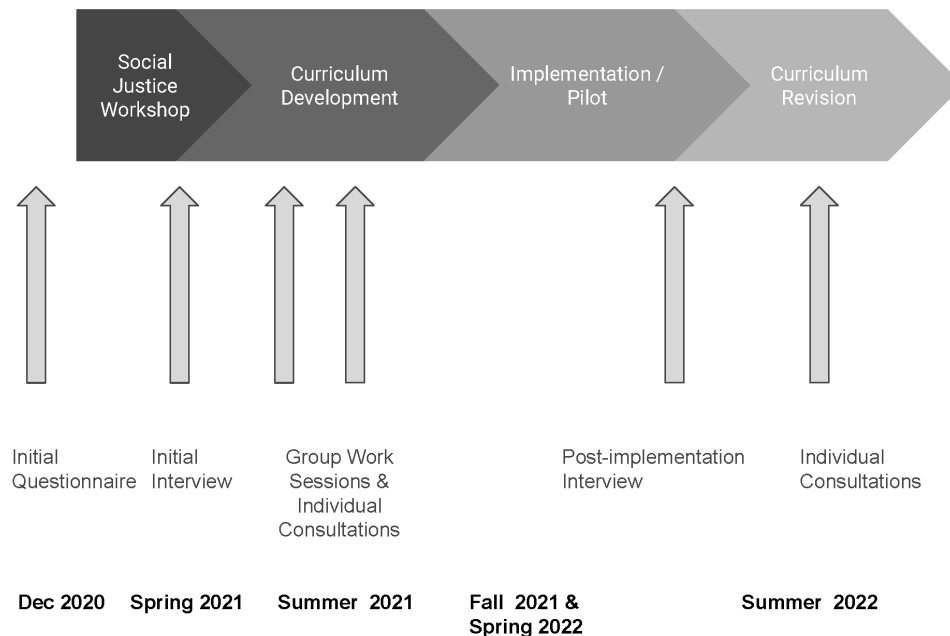 Social
Justice
Workshop
Curriculum
Development
Implementation /
Pilot
Curriculum
Revision
Initial
Questionnaire
Initial
Interview
Group Work
Sessions &
Individual
Consultations
Post-implementation
Interview
Individual
Consultations
Dec 2020
Spring 2021
Summer 2021
Fall 2021 &
Spring 2022
Summer 2022